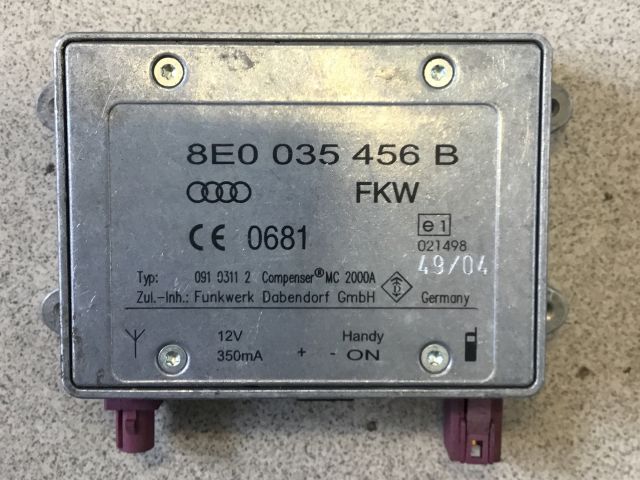 8E0 035 456 B
FKW
CE 0681
e1
021498
49/04
Typ: 091 0311 2 Compenser® MC 2000A
Zul.-Inh.: Funkwerk Dabendorf GmbH Germany
12V Handy
350mA + - ON